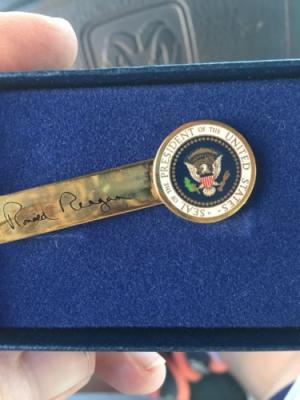 Ronald Reagan
SEAL OF THE PRESIDENT OF THE UNITED STATES